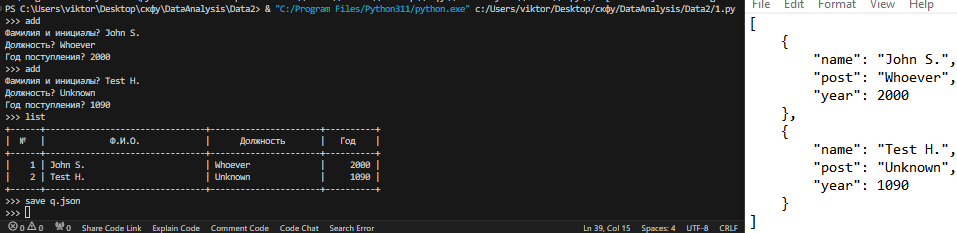 PS C:\Users\viktor\Desktop\скфу\DataAnalysis\Data2> & "C:/Program Files/Python311/python.exe" c:/Users/viktor/Desktop/скфу/DataAnalysis/Data2/1.py
>>> add
Фамилия и инициалы? John S.
Должность? Whoever
Год поступления? 2000
>>> add
Фамилия и инициалы? Test H.
Должность? Unknown
Год поступления? 1090
>>> list
+------+--------------------------------+----------------------+----------+
| № | Ф.И.О. | Должность | Год |
+------+--------------------------------+----------------------+----------+
| 1 | John S. | Whoever | 2000 |
| 2 | Test H. | Unknown | 1090 |
+------+--------------------------------+----------------------+----------+
>>> save q.json
>>>
0 0 0 Share Code Link Explain Code Comment Code Code Chat Search Error Ln 39, Col 15 Spaces: 4 UTF-8 CRLF
File Edit Format View Help
[
{
"name": "John S.",
"post": "Whoever",
"year": 2000
},
{
"name": "Test H.",
"post": "Unknown",
"year": 1090
}
]